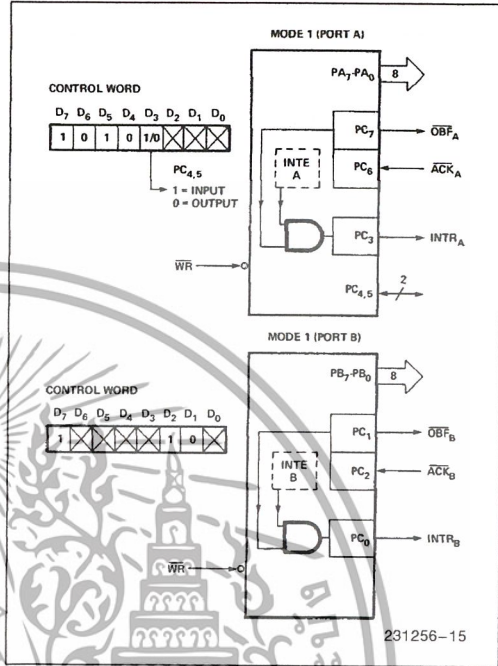 MODE 1 (PORT A)
PA7-PA0 8
CONTROL WORD
D7 D6 D5 D4 D3 D2 D1 D0
1 0 1 0 1/0
PC4,5
1 = INPUT
0 = OUTPUT
PC7 OBFA
INTE
A
PC6 ACKA
PC3 INTRA
WR
PC4,5 2
MODE 1 (PORT B)
PB7-PB0 8
CONTROL WORD
D7 D6 D5 D4 D3 D2 D1 D0
1 1 0
PC1 OBFB
INTE
B
PC2 ACKB
PC0 INTRB
WR
231256-15